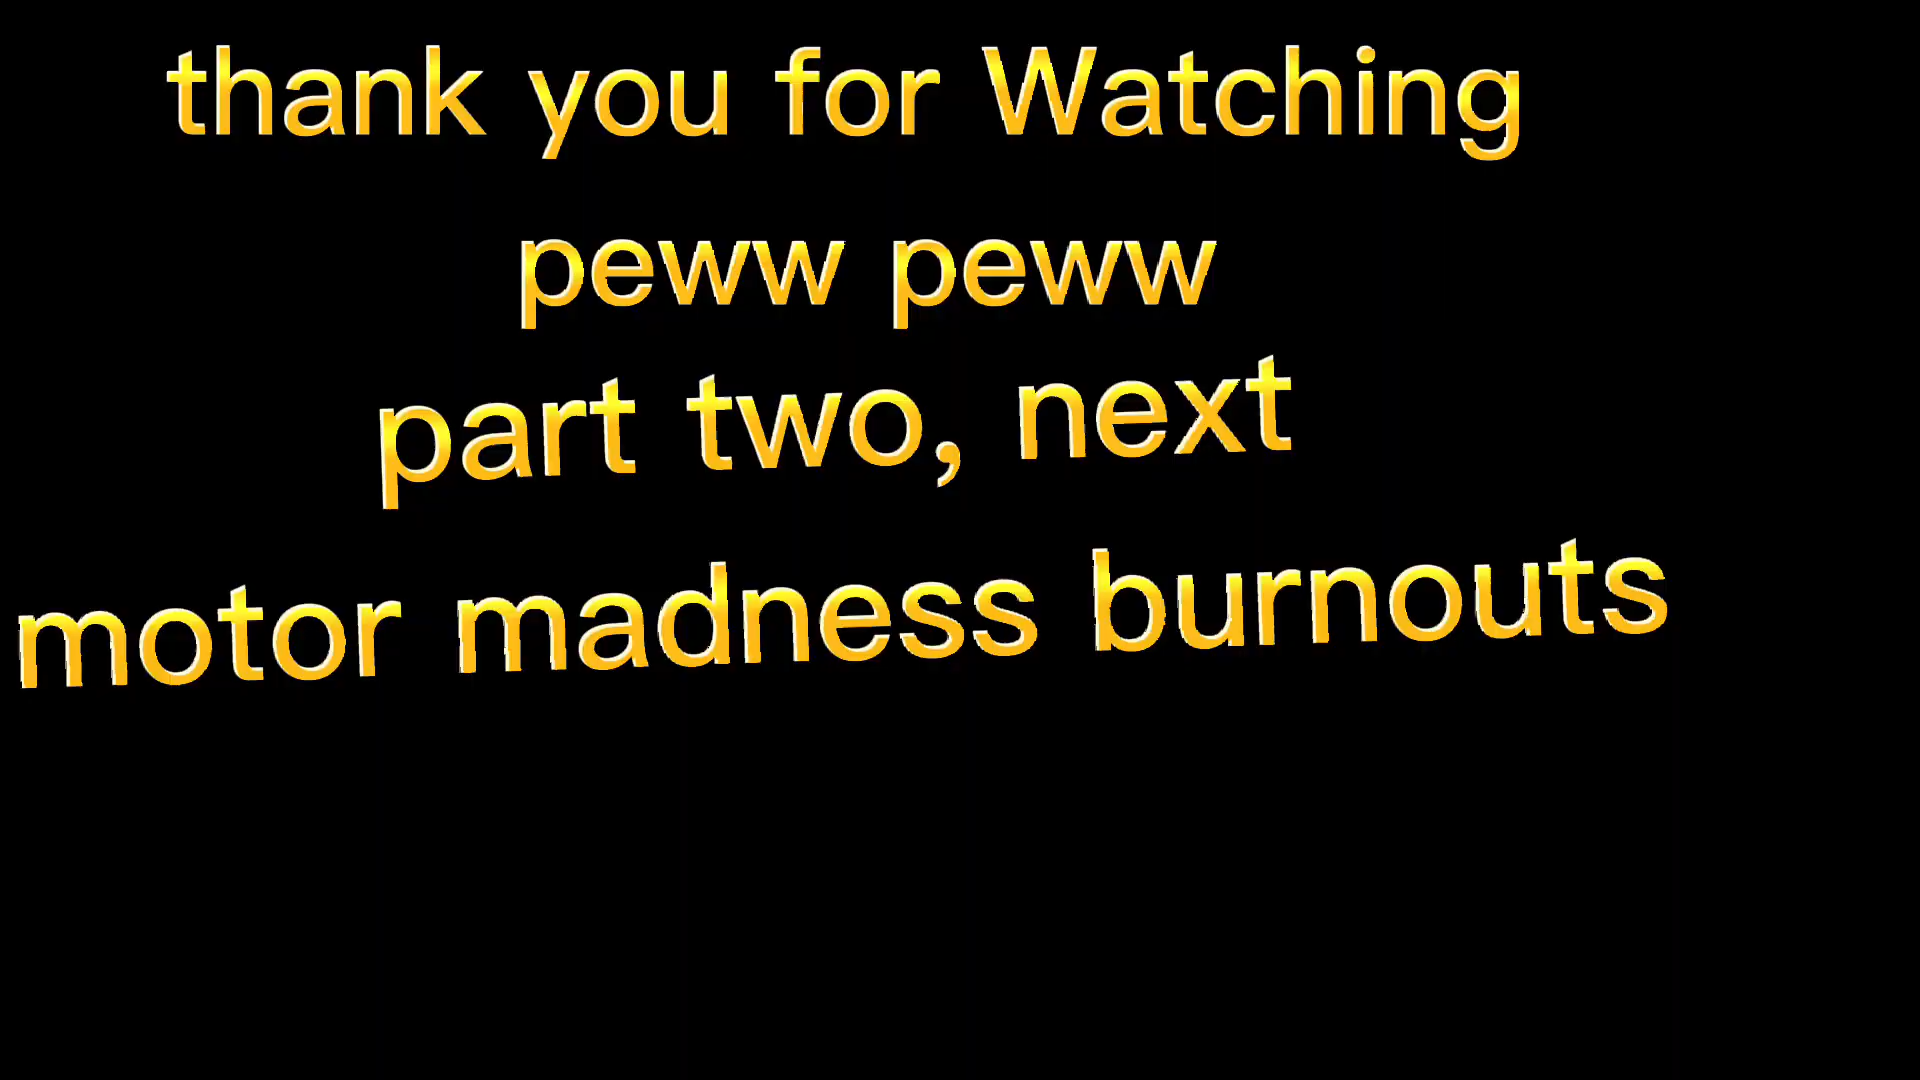 thank you for Watching
peww peww
part two, next
motor madness burnouts